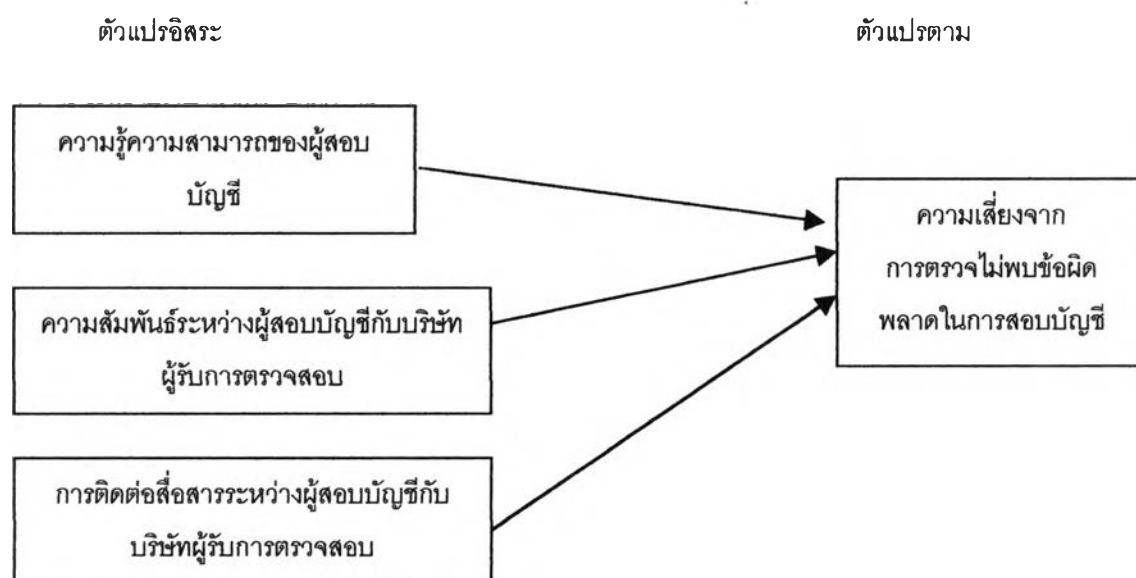 ตัวแปรอิสระ
ตัวแปรตาม
ความรู้ความสามารถของผู้สอบ
บัญชี
ความสัมพันธ์ระหว่างผู้สอบบัญชีกับบริษัท
ผู้รับการตรวจสอบ
การติดต่อสื่อสารระหว่างผู้สอบบัญชีกับ
บริษัทผู้รับการตรวจสอบ
ความเสี่ยงจาก
การตรวจไม่พบข้อผิด
พลาดในการสอบบัญชี